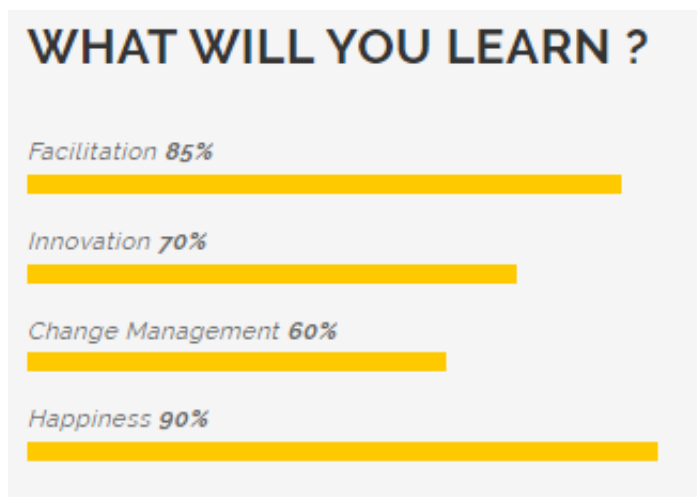 WHAT WILL YOU LEARN ?
Facilitation 85%
Innovation 70%
Change Management 60%
Happiness 90%